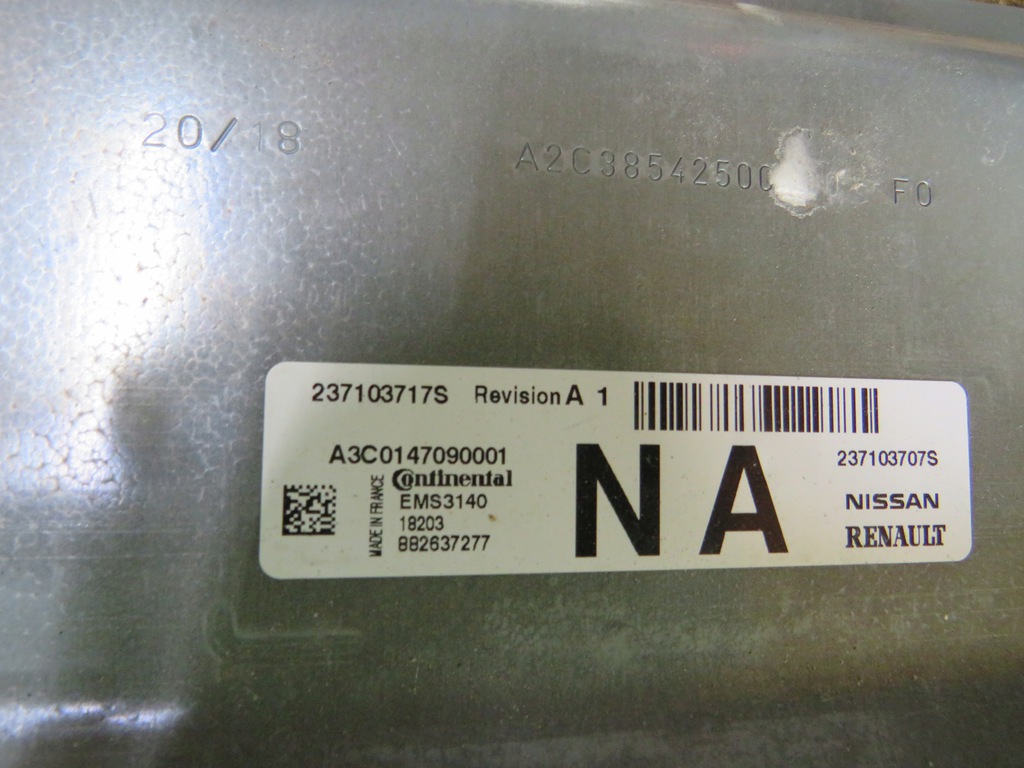 20/18
A2C38542500 F0
237103717S Revision A 1
A3C0147090001
Continental
EMS3140
18203
882637277
MADE IN FRANCE
NA
237103707S
NISSAN
RENAULT